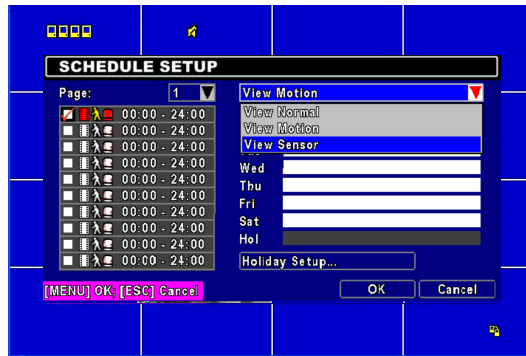 SCHEDULE SETUP
Page: 1
00:00 - 24:00
00:00 - 24:00
00:00 - 24:00
00:00 - 24:00
00:00 - 24:00
00:00 - 24:00
00:00 - 24:00
00:00 - 24:00
00:00 - 24:00
00:00 - 24:00
View Motion
View Normal
View Motion
View Sensor
Wed
Thu
Fri
Sat
Hol
Holiday Setup...
[MENU] OK; [ESC] Cancel
OK
Cancel